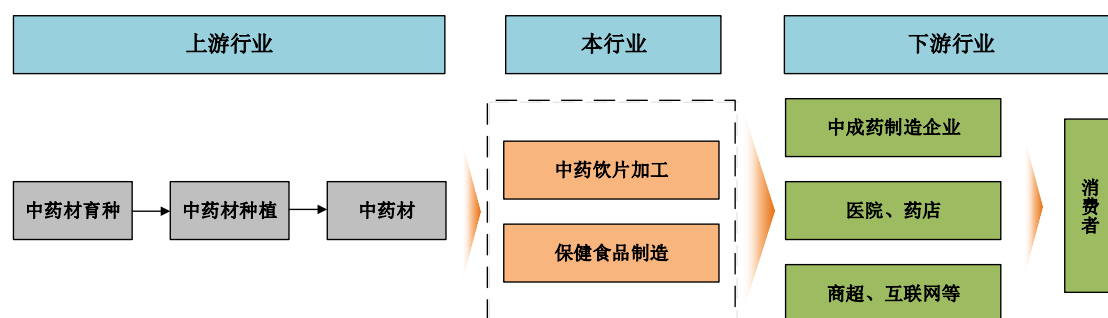 上游行业
本行业
下游行业
中药材育种
中药材种植
中药材
中药饮片加工
保健食品制造
中成药制造企业
医院、药店
商超、互联网等
消费者